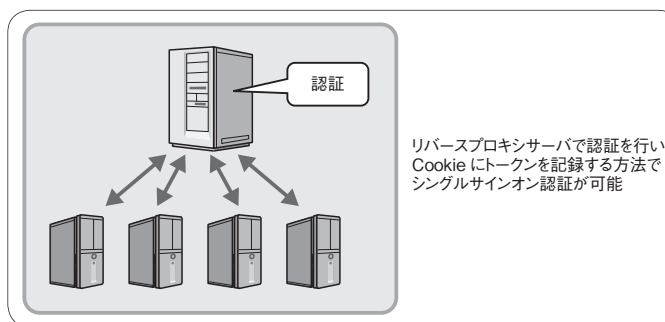 認証
リバースプロキシサーバで認証を行い
Cookie にトークンを記録する方法で
シングルサインオン認証が可能